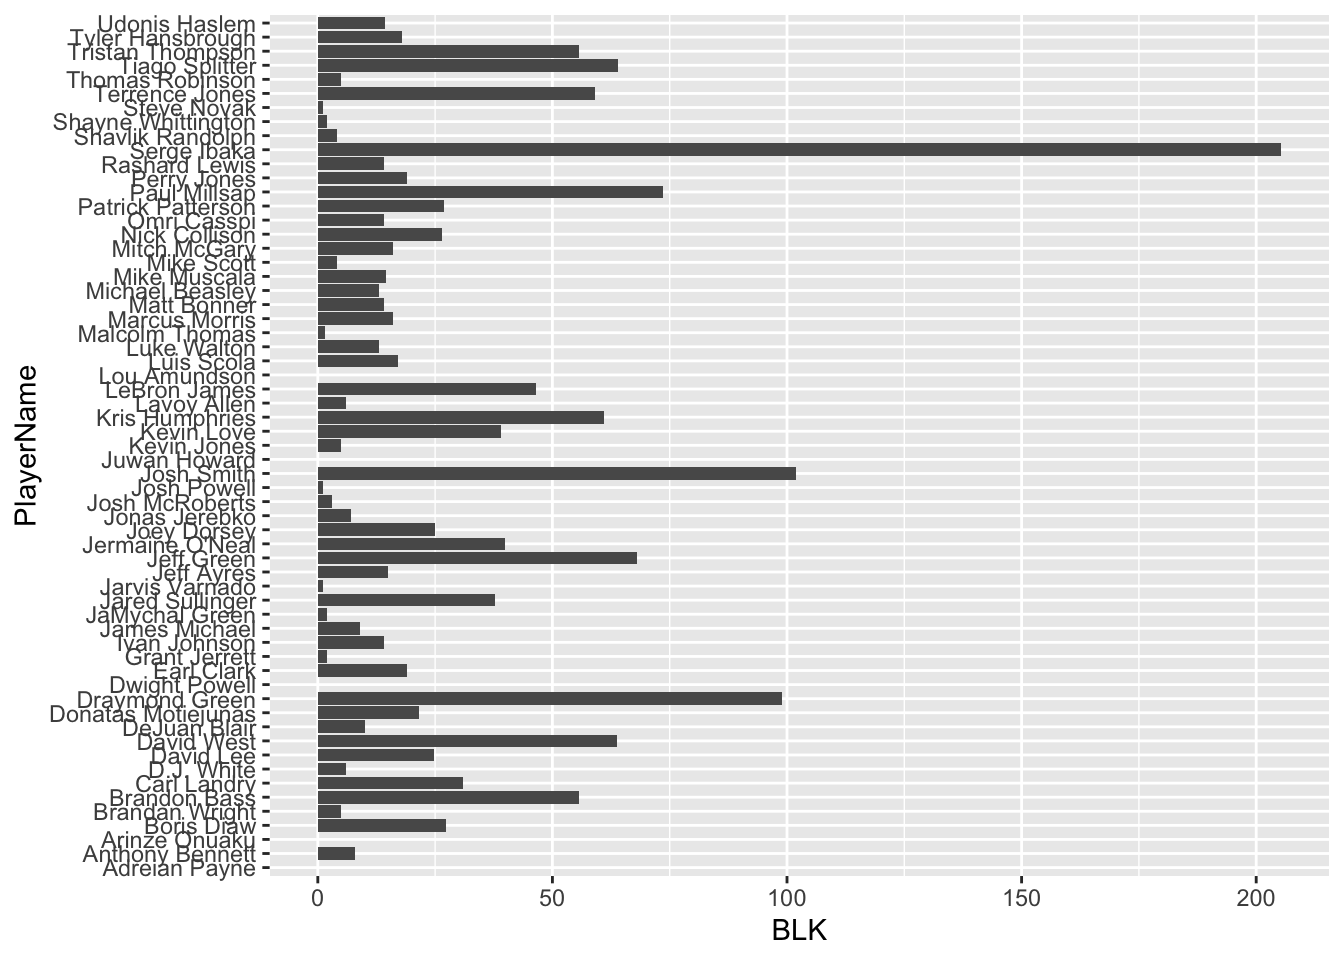 Udonis Haslem
Tyler Hansbrough
Tristan Thompson
Tiago Splitter
Thomas Robinson
Terrence Jones
Steve Novak
Shayne Whittington
Shavlik Randolph
Serge Ibaka
Rashard Lewis
Perry Jones
Paul Millsap
Patrick Patterson
Omri Casspi
Nick Collison
Mitch McGary
Mike Scott
Mike Muscala
Michael Beasley
Matt Bonner
Marcus Morris
Malcolm Thomas
Luke Walton
Luis Scola
Lou Amundson
LeBron James
Lavoy Allen
Kris Humphries
Kevin Love
Kevin Jones
Juwan Howard
Josh Smith
Josh Powell
Josh McRoberts
Jonas Jerebko
Joey Dorsey
Jermaine O'Neal
Jeff Green
Jeff Ayres
Jarvis Varnado
Jared Sullinger
JaMychal Green
James Michael
Ivan Johnson
Grant Jerrett
Earl Clark
Dwight Powell
Draymond Green
Donatas Motiejunas
DeJuan Blair
David West
David Lee
D.J. White
Carl Landry
Brandon Bass
Brandan Wright
Boris Diaw
Arinze Onuaku
Anthony Bennett
Adreian Payne
PlayerName
0 50 100 150 200
BLK